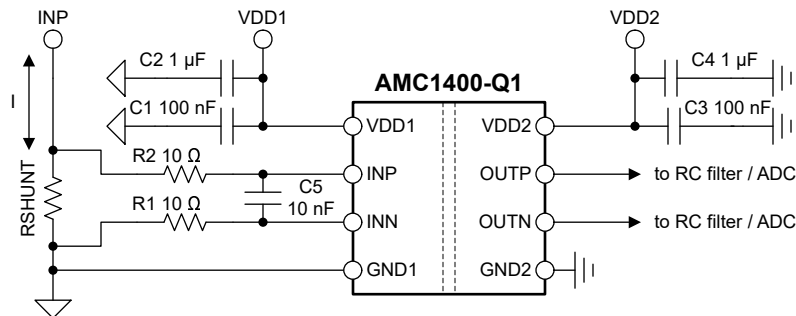 INP
VDD1
VDD2
C2 1 µF
C4 1 µF
AMC1400-Q1
C1 100 nF
C3 100 nF
I
VDD1
VDD2
R2 10 Ω
INP
OUTP
to RC filter / ADC
C5
10 nF
RSHUNT
R1 10 Ω
INN
OUTN
to RC filter / ADC
GND1
GND2